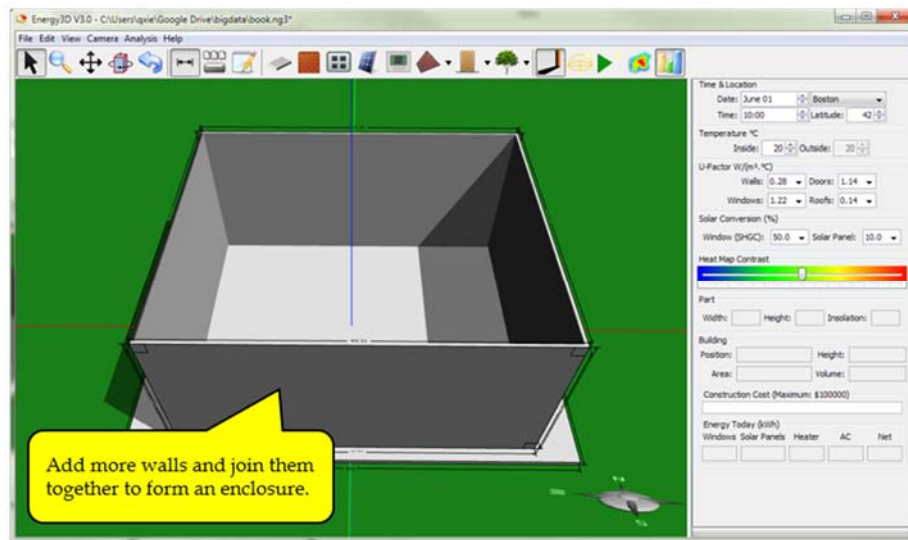 Energy3D V3.0 - C:\Users\qxie\Google Drive\bigdata\book.ng3*
File Edit View Camera Analysis Help
Time & Location
Date: June 01 Boston
Time: 10:00 Latitude: 42
Temperature ºC
Inside: 20 Outside: 20
U-Factor W/(m².ºC)
Walls: 0.28 Doors: 1.14
Windows: 1.22 Roofs: 0.14
Solar Conversion (%)
Window (SHGC): 50.0 Solar Panel: 10.0
Heat Map Contrast
Part
Width: Height: Insolation:
Building
Position: Height:
Area: Volume:
Construction Cost (Maximum: $100000)
Energy Today (kWh)
Windows Solar Panels Heater AC Net
Add more walls and join them
together to form an enclosure.